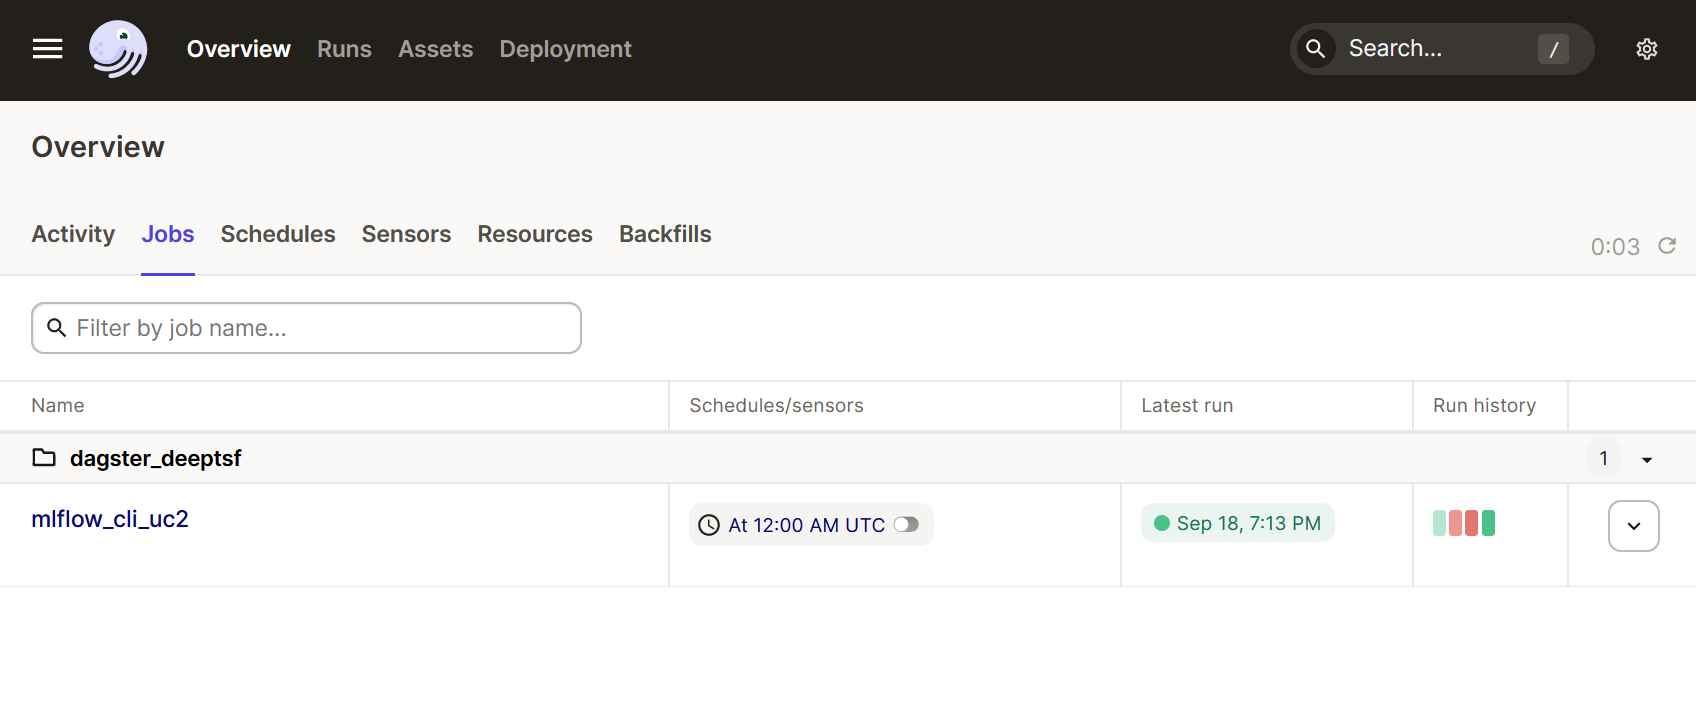 Overview Runs Assets Deployment Search... /
Overview
Activity Jobs Schedules Sensors Resources Backfills 0:03
Filter by job name...
Name Schedules/sensors Latest run Run history
dagster_deeptsf 1
mlflow_cli_uc2 At 12:00 AM UTC Sep 18, 7:13 PM